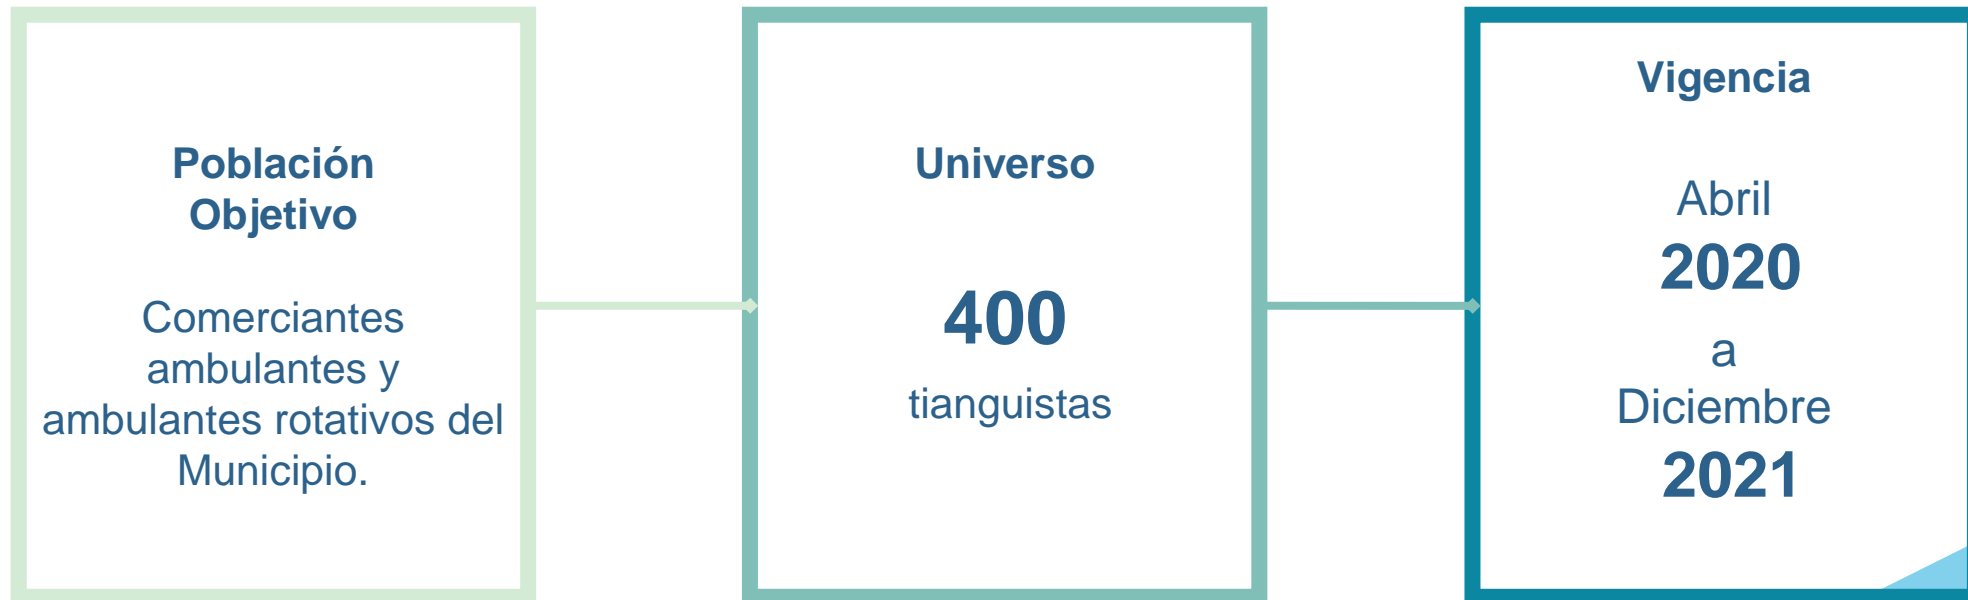 Población
Objetivo
Comerciantes
ambulantes y
ambulantes rotativos del
Municipio.
Universo
400
tianguistas
Vigencia
Abril
2020
a
Diciembre
2021